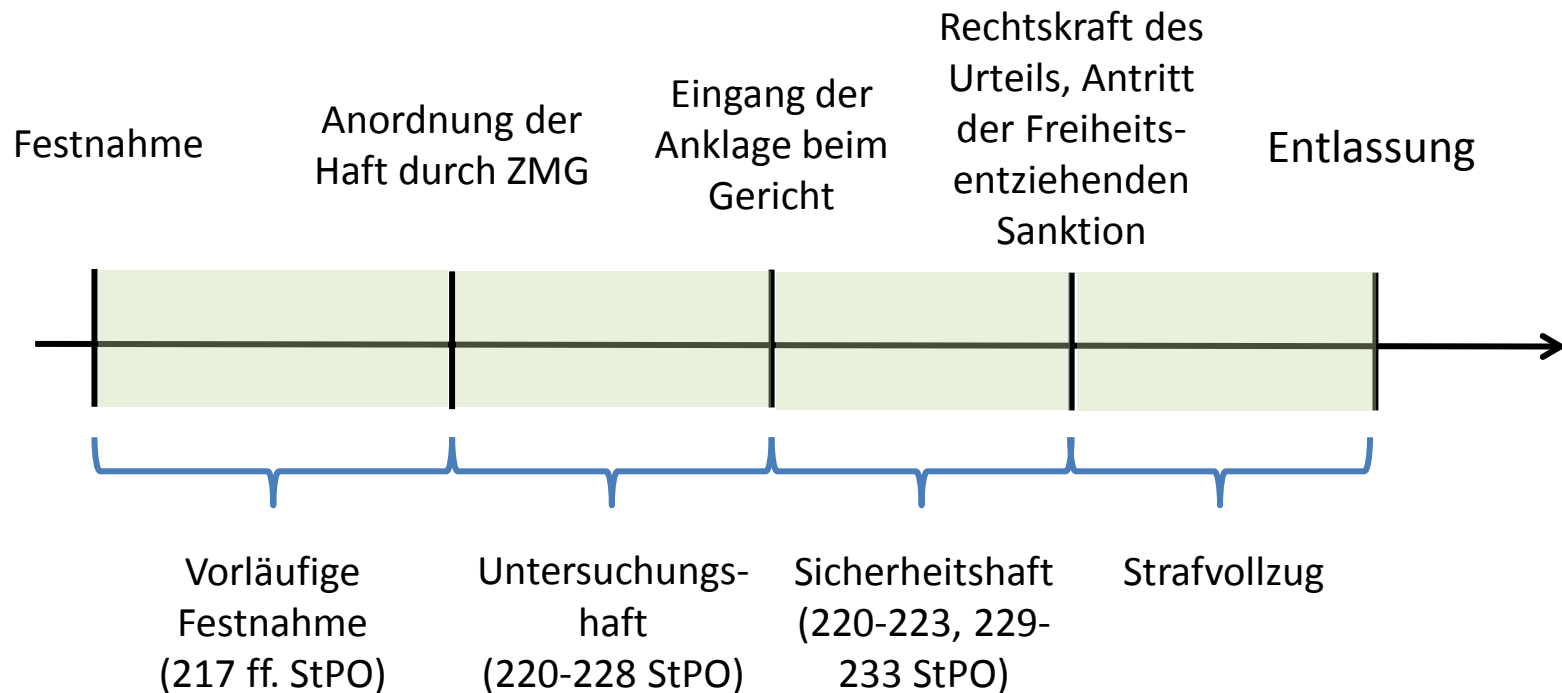 Festnahme
Anordnung der
Haft durch ZMG
Eingang der
Anklage beim
Gericht
Rechtskraft des
Urteils, Antritt
der Freiheits-
entziehenden
Sanktion
Entlassung
Vorläufige
Festnahme
(217 ff. StPO)
Untersuchungs-
haft
(220-228 StPO)
Sicherheitshaft
(220-223, 229-
233 StPO)
Strafvollzug